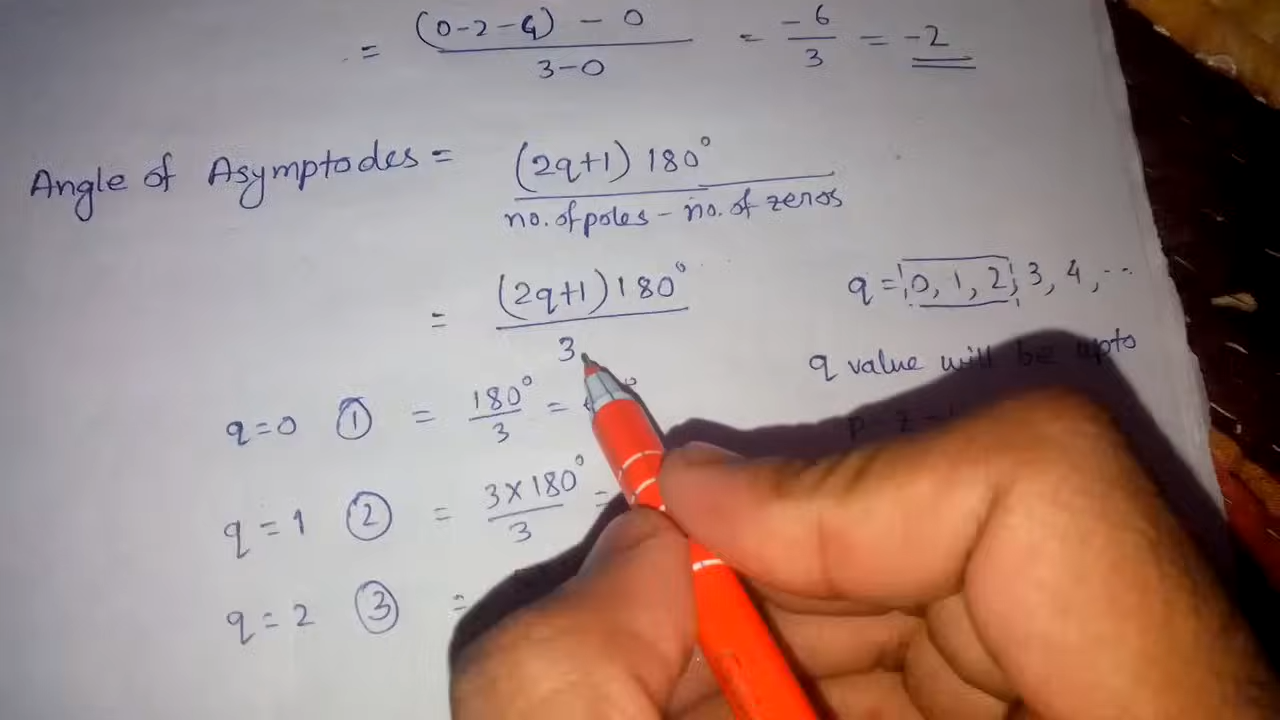 = (0-2-4) - 0 / 3-0 = -6/3 = -2
Angle of Asymptodes = (2q+1) 180° / no. of poles - no. of zeros
= (2q+1) 180° / 3
q = 0, 1, 2, 3, 4, ...
q value will be upto
q=0 ① = 180°/3 =
q=1 ② = 3×180°/3 =
q=2 ③ =